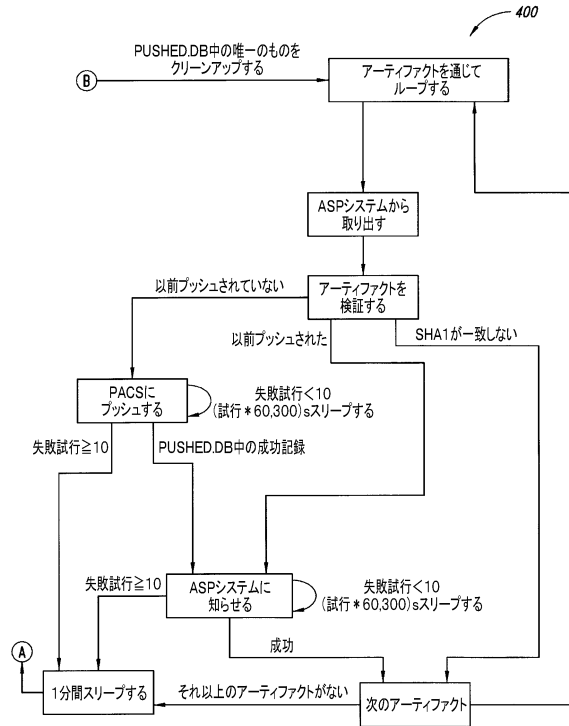 400
PUSHED.DB中の唯一のものを
クリーンアップする
B
アーティファクトを通じて
ループする
ASPシステムから
取り出す
以前プッシュされていない
アーティファクトを
検証する
以前プッシュされた
SHA1が一致しない
PACSに
プッシュする
失敗試行<10
(試行*60,300)sスリープする
失敗試行≧10
PUSHED.DB中の成功記録
失敗試行≧10
ASPシステムに
知らせる
失敗試行<10
(試行*60,300)sスリープする
成功
A
1分間スリープする
それ以上のアーティファクトがない
次のアーティファクト